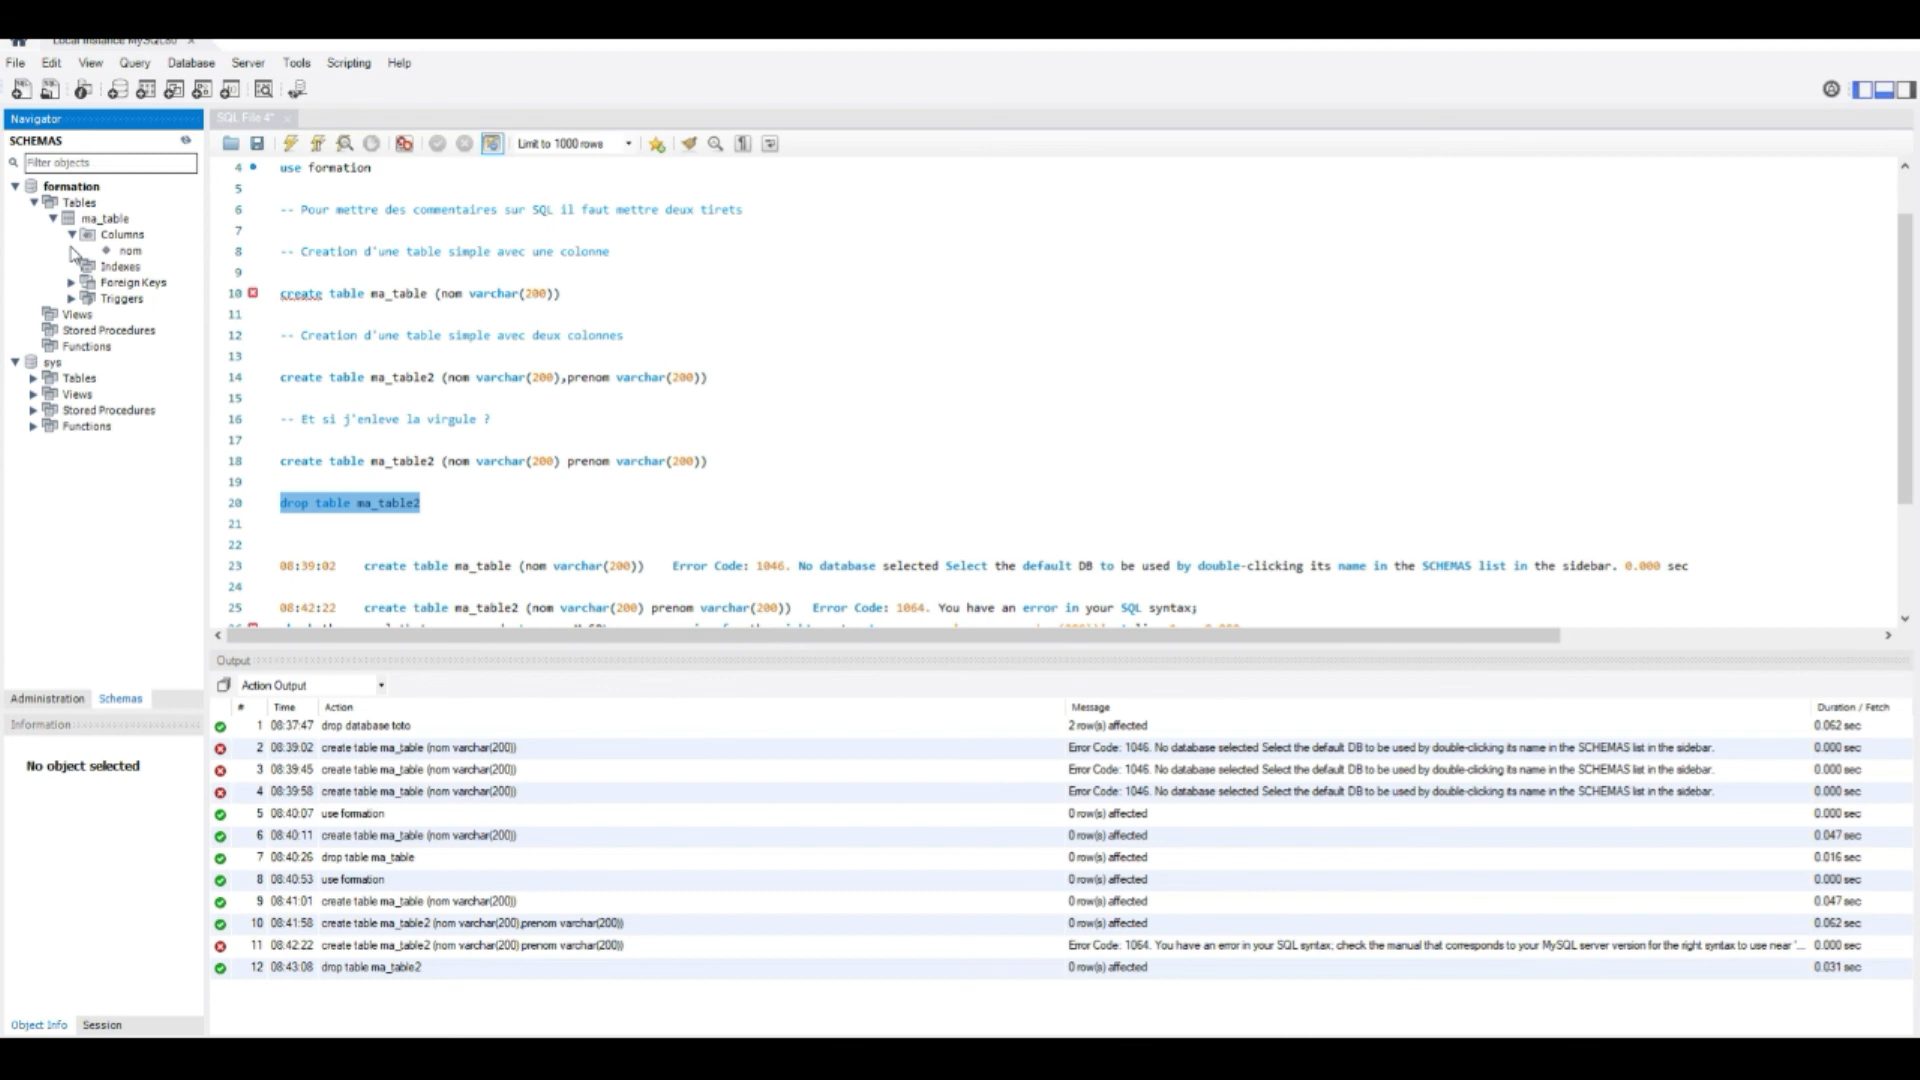 Local instance MySQL80 ×
File Edit View Query Database Server Tools Scripting Help
Navigator
SCHEMAS
Filter objects
formation
Tables
ma_table
Columns
nom
Indexes
Foreign Keys
Triggers
Views
Stored Procedures
Functions
sys
Tables
Views
Stored Procedures
Functions
Administration Schemas
Information
No object selected
Object Info Session
SQL File 4* ×
Limit to 1000 rows
4 use formation
5
6 -- Pour mettre des commentaires sur SQL il faut mettre deux tirets
7
8 -- Creation d'une table simple avec une colonne
9
10 create table ma_table (nom varchar(200))
11
12 -- Creation d'une table simple avec deux colonnes
13
14 create table ma_table2 (nom varchar(200),prenom varchar(200))
15
16 -- Et si j'enleve la virgule ?
17
18 create table ma_table2 (nom varchar(200) prenom varchar(200))
19
20 drop table ma_table2
21
22
23 08:39:02 create table ma_table (nom varchar(200)) Error Code: 1046. No database selected Select the default DB to be used by double-clicking its name in the SCHEMAS list in the sidebar. 0.000 sec
24
25 08:42:22 create table ma_table2 (nom varchar(200) prenom varchar(200)) Error Code: 1064. You have an error in your SQL syntax;
Output
Action Output
# Time Action Message Duration / Fetch
1 08:37:47 drop database toto 2 row(s) affected 0.062 sec
2 08:39:02 create table ma_table (nom varchar(200)) Error Code: 1046. No database selected Select the default DB to be used by double-clicking its name in the SCHEMAS list in the sidebar. 0.000 sec
3 08:39:45 create table ma_table (nom varchar(200)) Error Code: 1046. No database selected Select the default DB to be used by double-clicking its name in the SCHEMAS list in the sidebar. 0.000 sec
4 08:39:58 create table ma_table (nom varchar(200)) Error Code: 1046. No database selected Select the default DB to be used by double-clicking its name in the SCHEMAS list in the sidebar. 0.000 sec
5 08:40:07 use formation 0 row(s) affected 0.000 sec
6 08:40:11 create table ma_table (nom varchar(200)) 0 row(s) affected 0.047 sec
7 08:40:26 drop table ma_table 0 row(s) affected 0.016 sec
8 08:40:53 use formation 0 row(s) affected 0.000 sec
9 08:41:01 create table ma_table (nom varchar(200)) 0 row(s) affected 0.047 sec
10 08:41:58 create table ma_table2 (nom varchar(200),prenom varchar(200)) 0 row(s) affected 0.062 sec
11 08:42:22 create table ma_table2 (nom varchar(200) prenom varchar(200)) Error Code: 1064. You have an error in your SQL syntax; check the manual that corresponds to your MySQL server version for the right syntax to use near '... 0.000 sec
12 08:43:08 drop table ma_table2 0 row(s) affected 0.031 sec